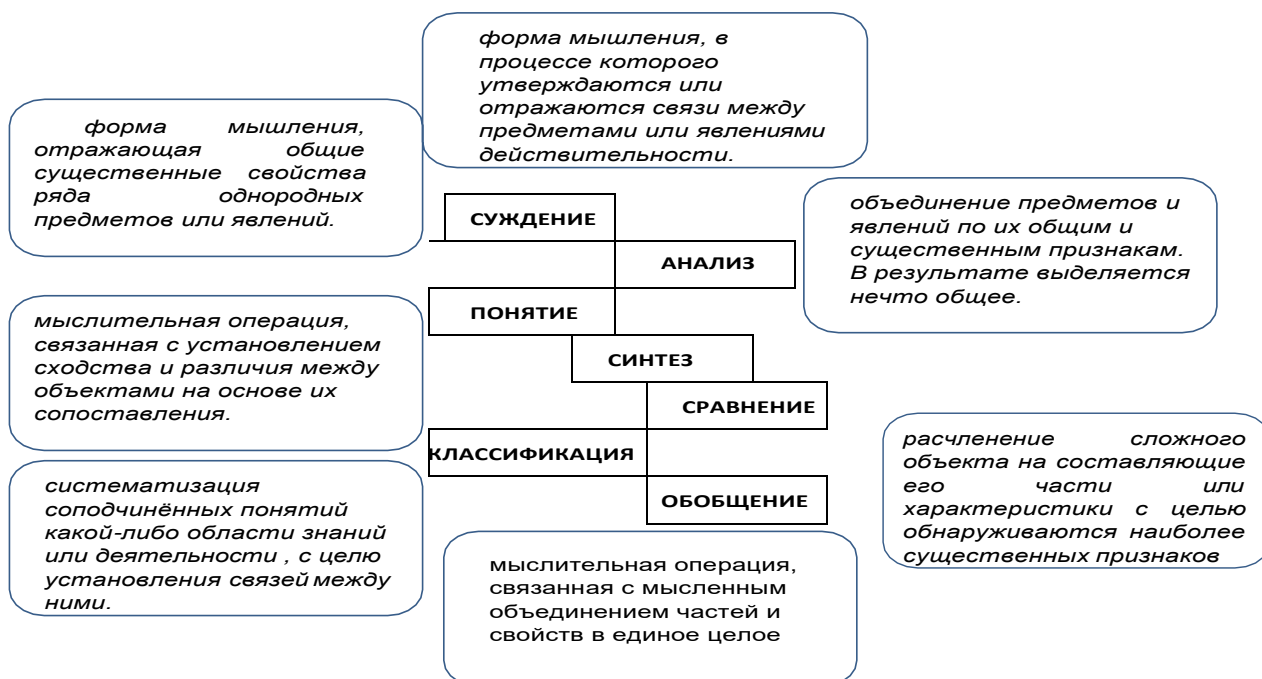 форма мышления, в
процессе которого
утверждаются или
отражаются связи между
предметами или явлениями
действительности.
форма мышления,
отражающая общие
существенные свойства
ряда однородных
предметов или явлений.
объединение предметов и
явлений по их общим и
существенным признакам.
В результате выделяется
нечто общее.
СУЖДЕНИЕ
АНАЛИЗ
ПОНЯТИЕ
СИНТЕЗ
СРАВНЕНИЕ
КЛАССИФИКАЦИЯ
ОБОБЩЕНИЕ
мыслительная операция,
связанная с установлением
сходства и различия между
объектами на основе их
сопоставления.
расчленение сложного
объекта на составляющие
его части или
характеристики с целью
обнаруживаются наиболее
существенных признаков
систематизация
соподчинённых понятий
какой-либо области знаний
или деятельности , с целю
установления связей между
ними.
мыслительная операция,
связанная с мысленным
объединением частей и
свойств в единое целое